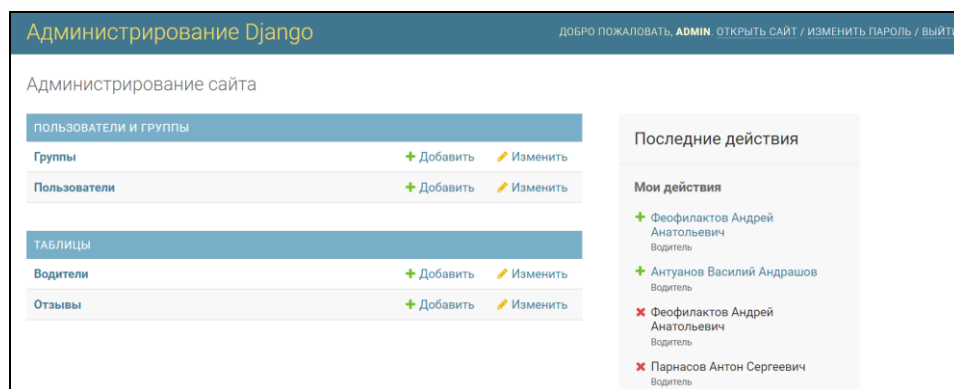 Администрирование Django
ДОБРО ПОЖАЛОВАТЬ, ADMIN. ОТКРЫТЬ САЙТ / ИЗМЕНИТЬ ПАРОЛЬ / ВЫЙТИ
Администрирование сайта
ПОЛЬЗОВАТЕЛИ И ГРУППЫ
Группы Добавить Изменить
Пользователи Добавить Изменить
ТАБЛИЦЫ
Водители Добавить Изменить
Отзывы Добавить Изменить
Последние действия
Мои действия
Феофилактов Андрей
Анатольевич
Водитель
Антуанов Василий Андрашов
Водитель
Феофилактов Андрей
Анатольевич
Водитель
Парнасов Антон Сергеевич
Водитель